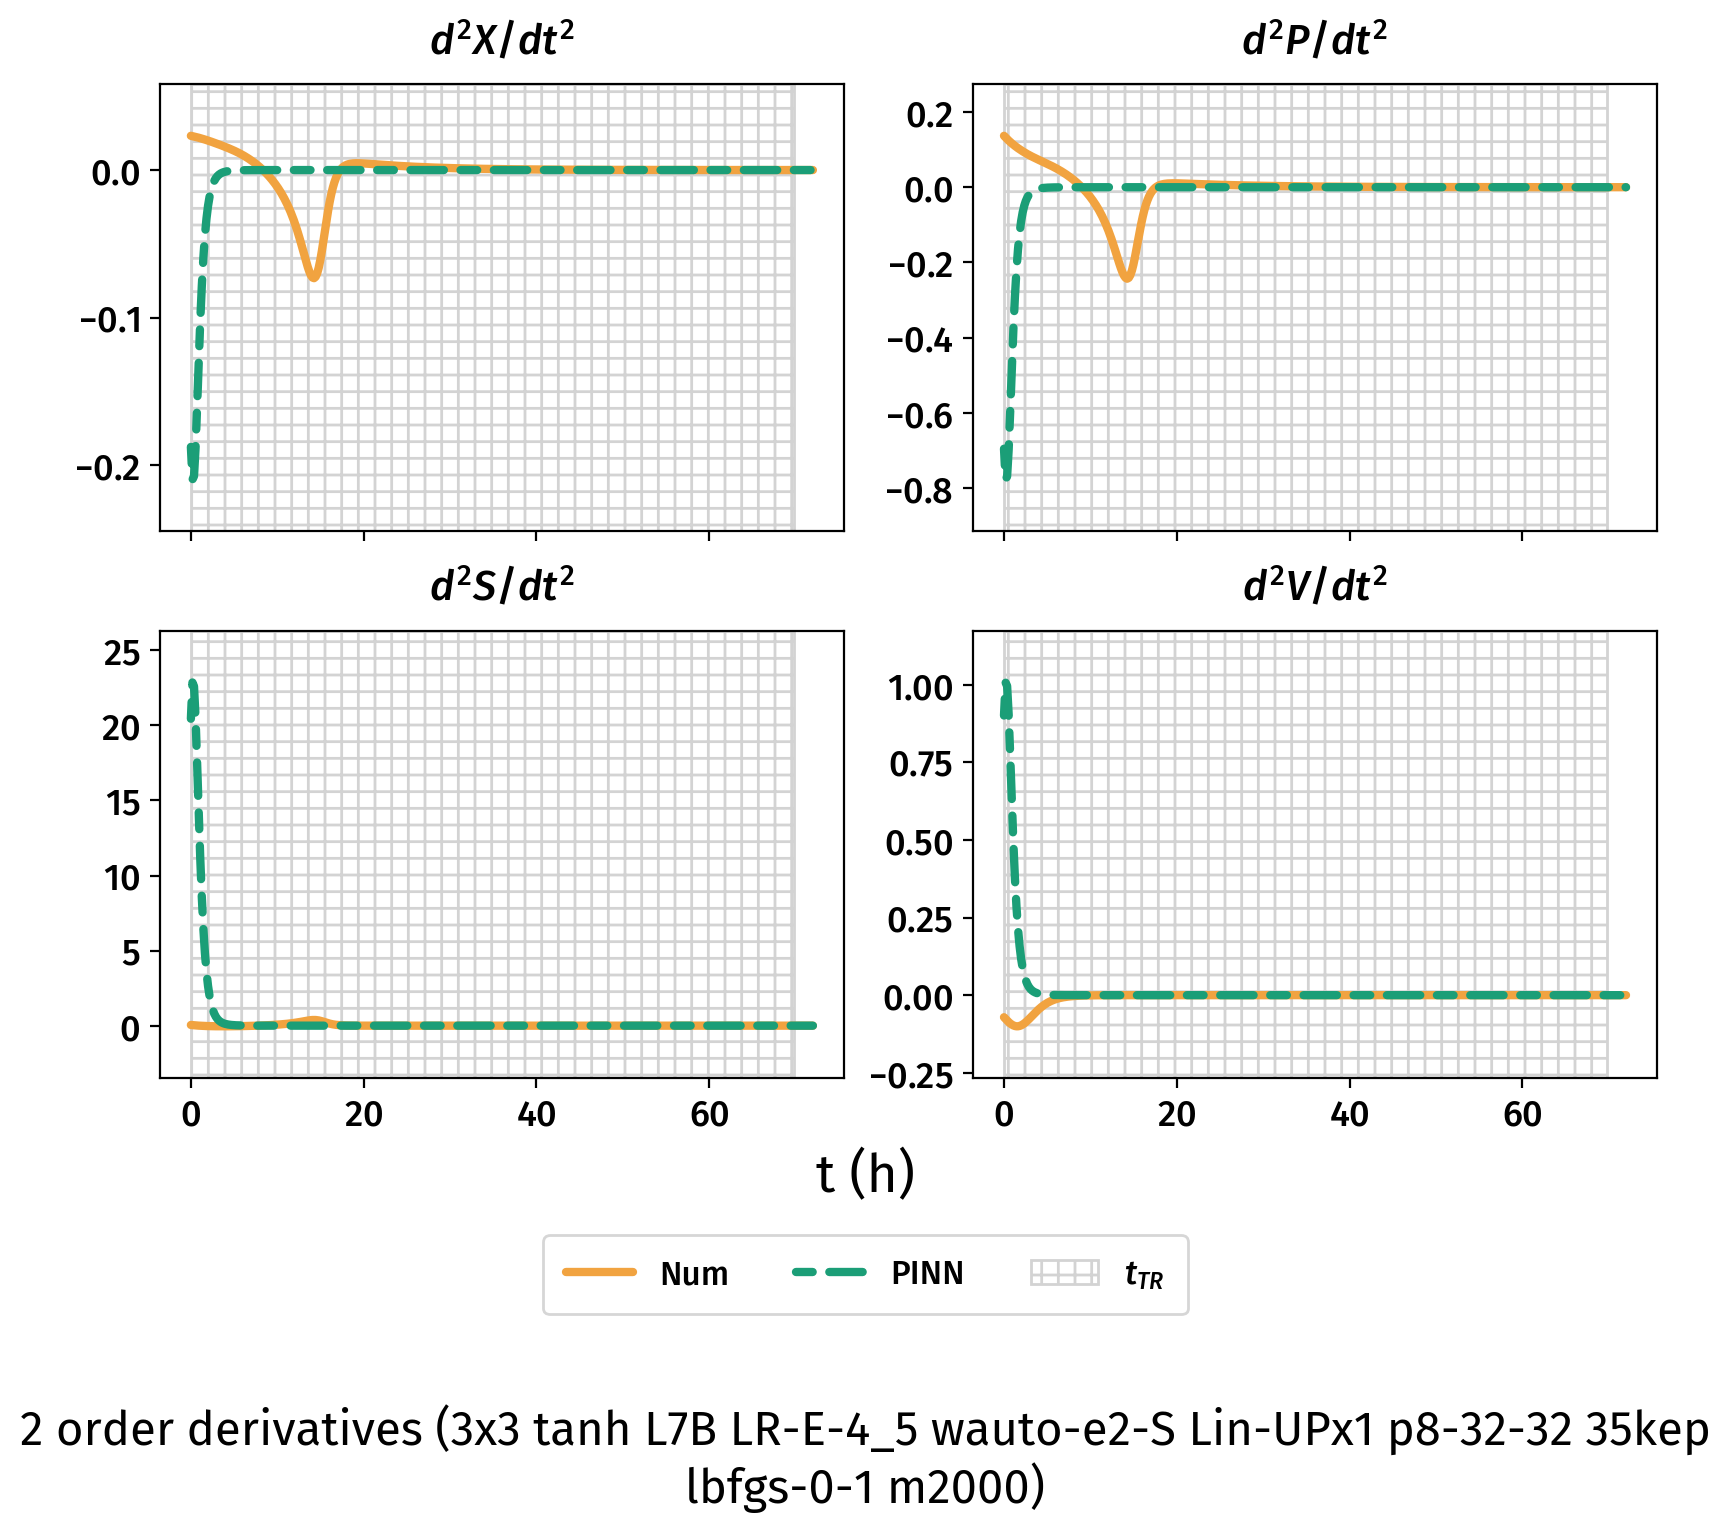 d²X/dt²
d²P/dt²
0.0
−0.1
−0.2
0.2
0.0
−0.2
−0.4
−0.6
−0.8
d²S/dt²
d²V/dt²
25
20
15
10
5
0
1.00
0.75
0.50
0.25
0.00
−0.25
0 20 40 60
0 20 40 60
t (h)
Num PINN t_TR
2 order derivatives (3x3 tanh L7B LR-E-4_5 wauto-e2-S Lin-UPx1 p8-32-32 35kep
lbfgs-0-1 m2000)